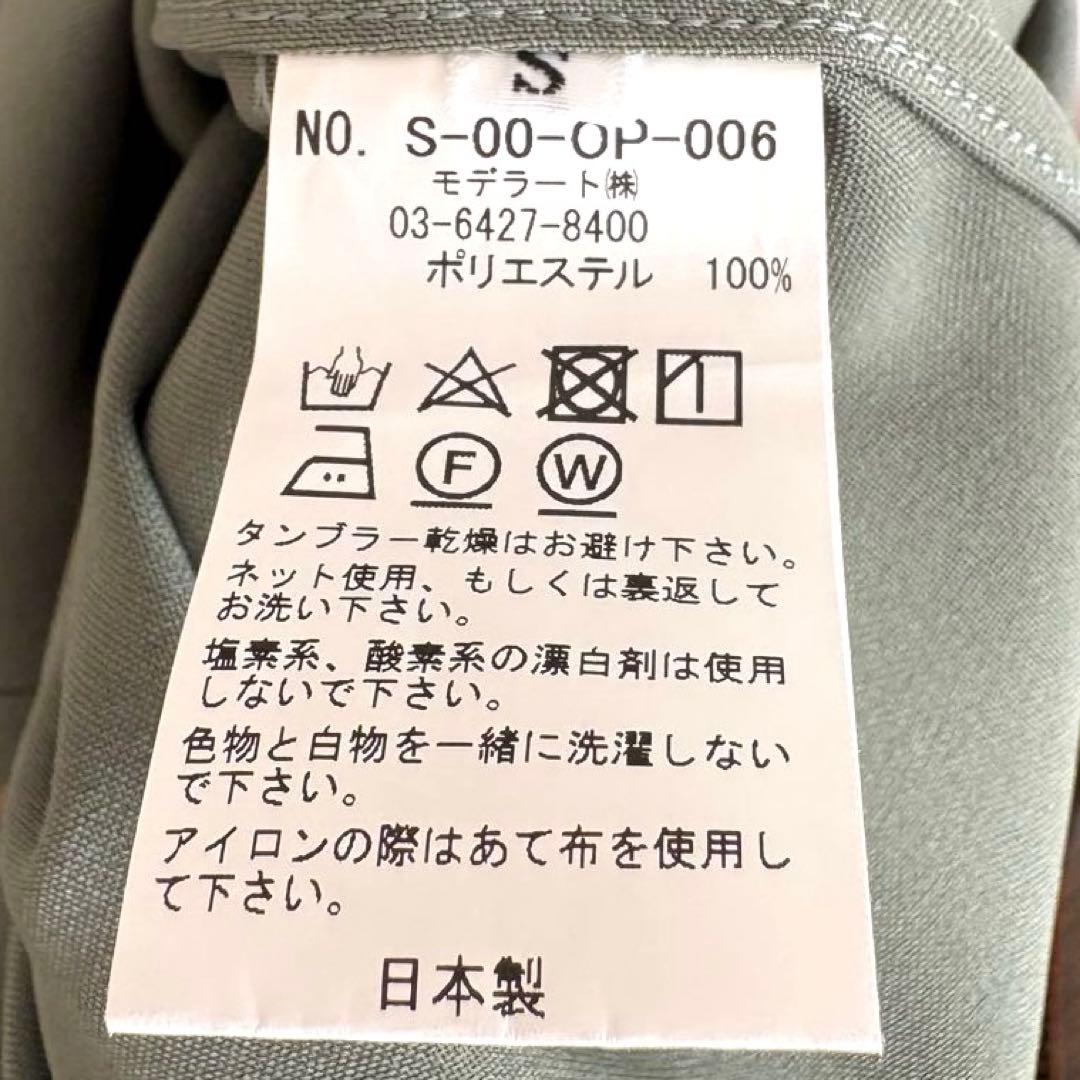 S
NO. S-00-OP-006
モデラート㈱
03-6427-8400
ポリエステル 100%
F W
タンブラー乾燥はお避け下さい。
ネット使用、もしくは裏返して
お洗い下さい。
塩素系、酸素系の漂白剤は使用
しないで下さい。
色物と白物を一緒に洗濯しない
で下さい。
アイロンの際はあて布を使用し
て下さい。
日本製